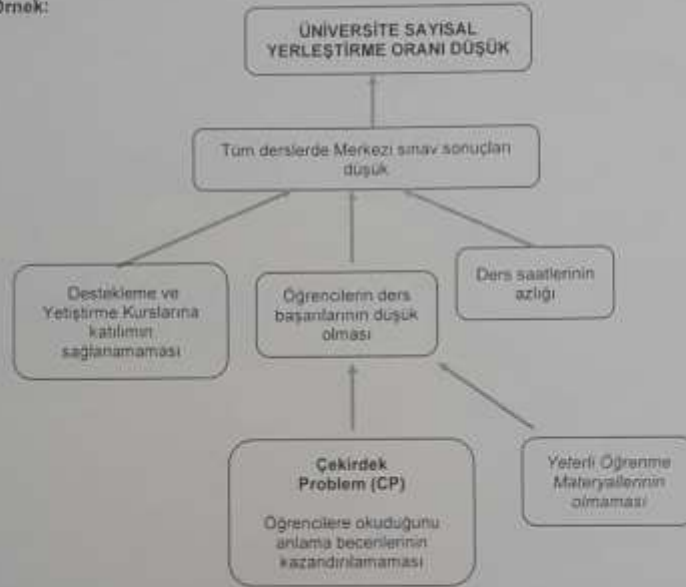 Örnek:
ÜNİVERSİTE SAYISAL
YERLEŞTİRME ORANI DÜŞÜK
Tüm derslerde Merkezi sınav sonuçları
düşük
Destekleme ve
Yetiştirme Kurslarına
katılımın
sağlanamaması
Öğrencilerin ders
başarılarının düşük
olması
Ders saatlerinin
azlığı
Çekirdek
Problem (CP)
Öğrencilere okuduğunu
anlama becerilerinin
kazandırılamaması
Yeterli Öğrenme
Materyallerinin
olmaması